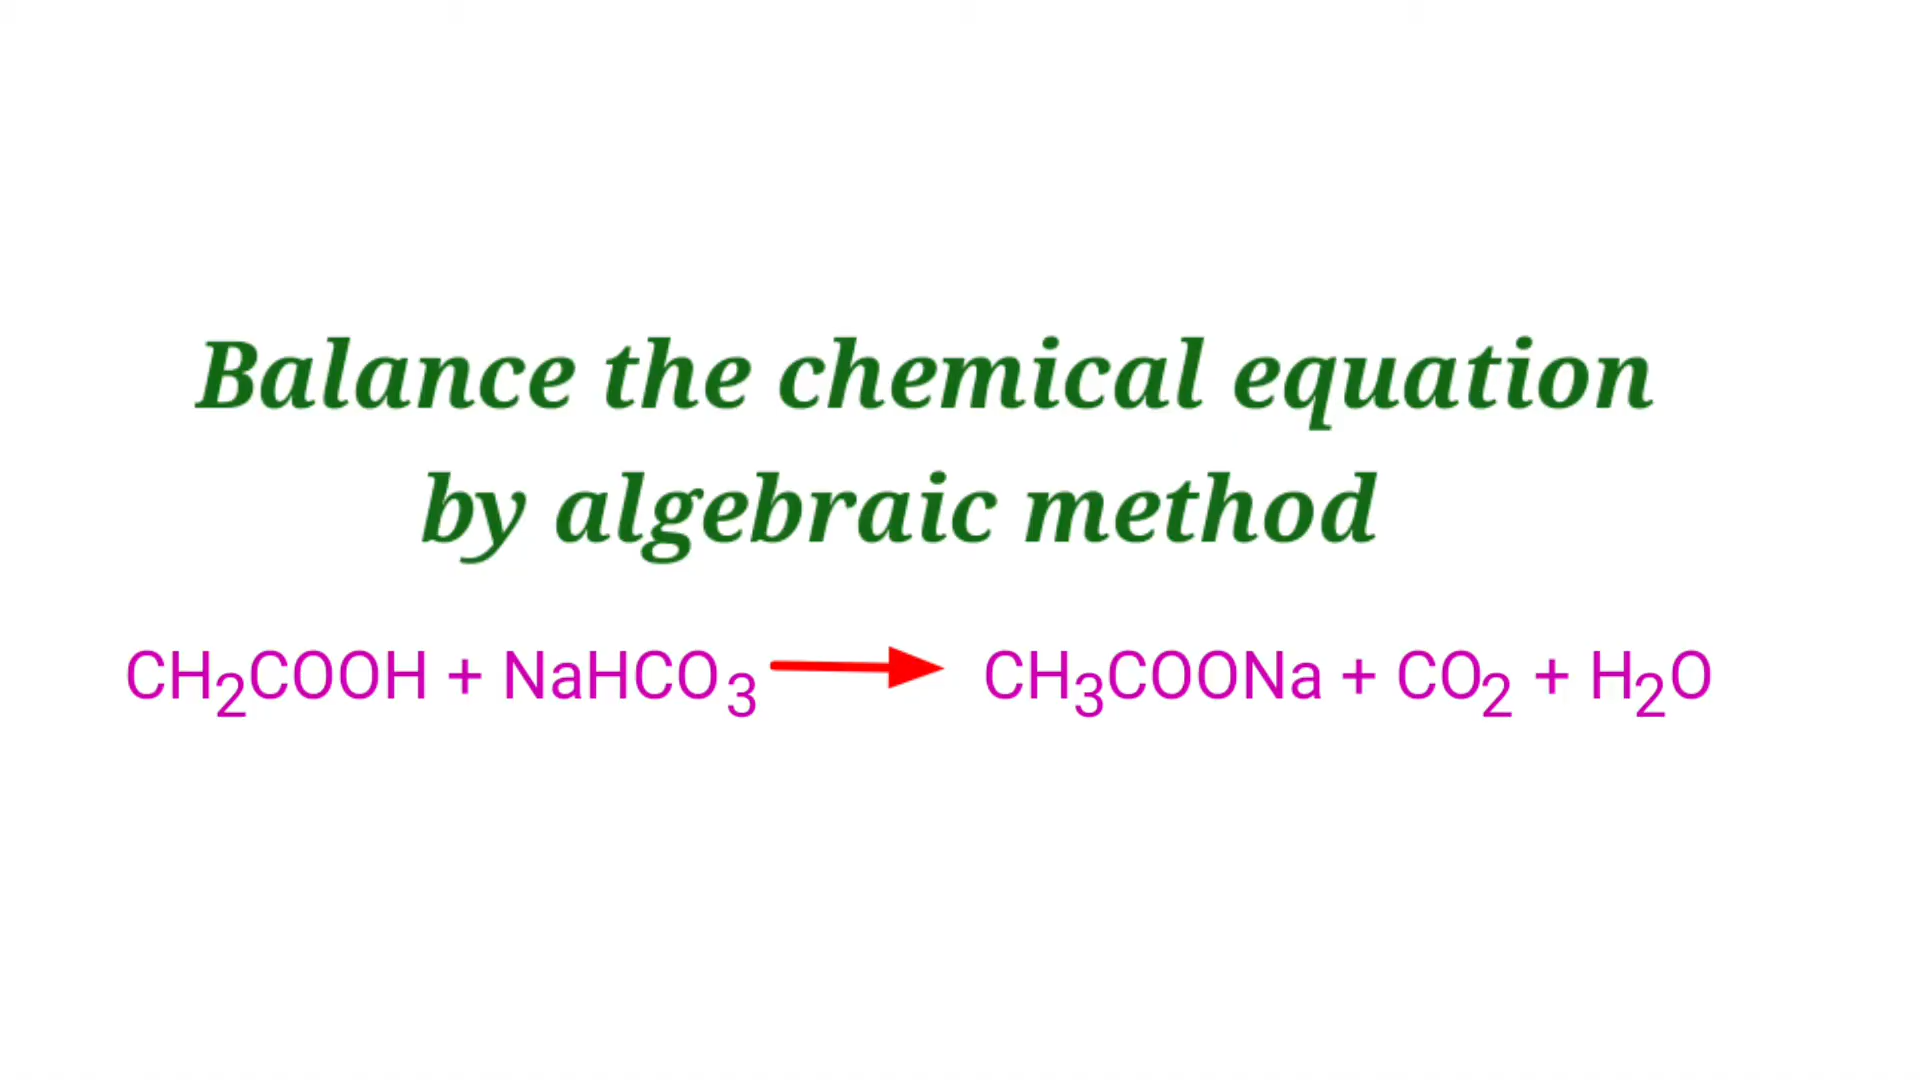 Balance the chemical equation
by algebraic method
CH₂COOH + NaHCO₃ → CH₃COONa + CO₂ + H₂O